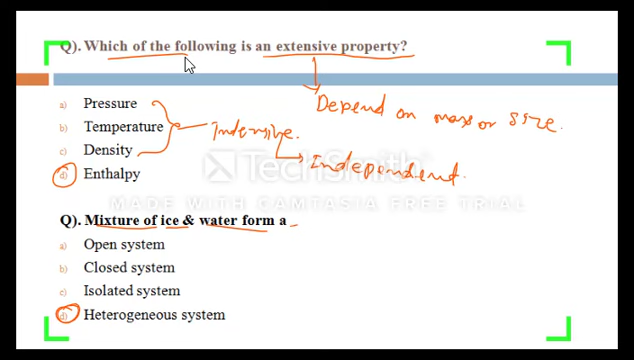 Q). Which of the following is an extensive property?
a) Pressure
b) Temperature
c) Density
d) Enthalpy
Depend on mass or size.
Intensive.
Independent.
TechSmith
MADE WITH CAMTASIA FREE TRIAL
Q). Mixture of ice & water form a
a) Open system
b) Closed system
c) Isolated system
d) Heterogeneous system